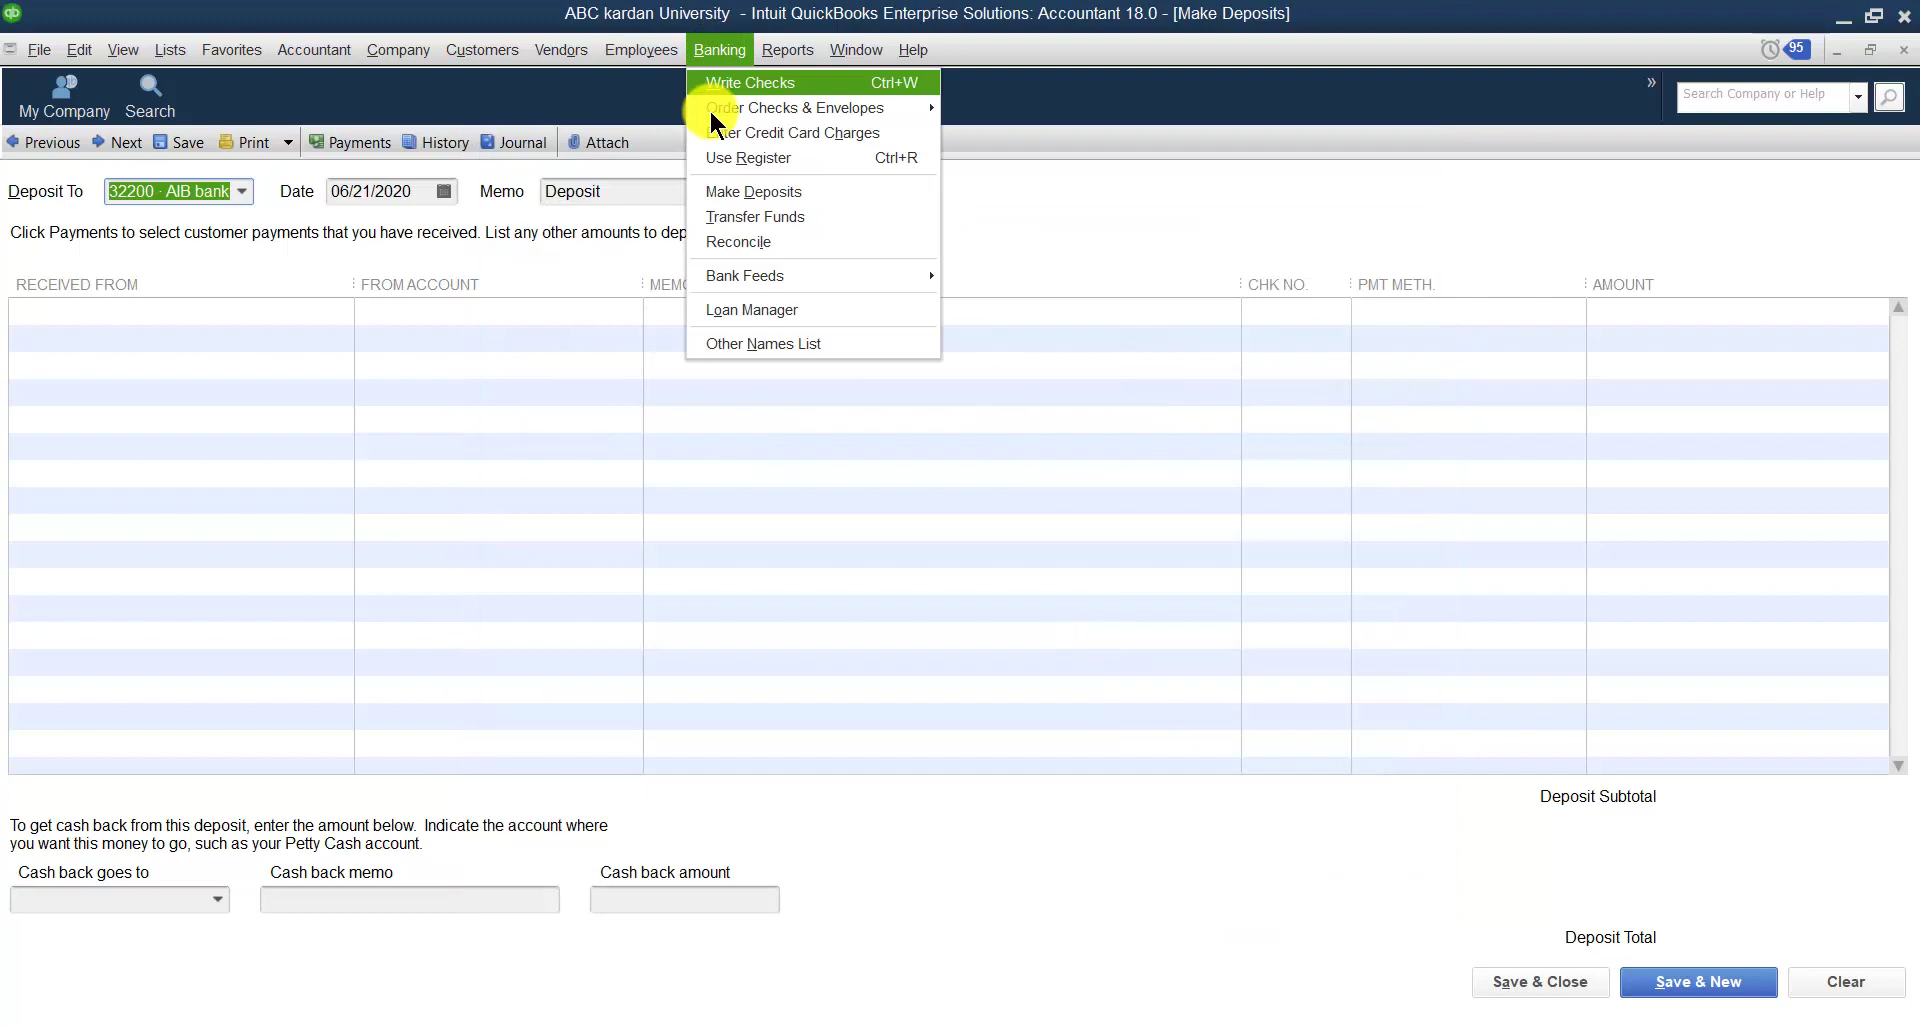 ABC kardan University - Intuit QuickBooks Enterprise Solutions: Accountant 18.0 - [Make Deposits]
File Edit View Lists Favorites Accountant Company Customers Vendors Employees Banking Reports Window Help 95
My Company Search
Search Company or Help
Previous Next Save Print Payments History Journal Attach
Write Checks Ctrl+W
Checks & Envelopes
Credit Card Charges
Use Register Ctrl+R
Make Deposits
Transfer Funds
Reconcile
Bank Feeds
Loan Manager
Other Names List
Deposit To 32200 · AIB bank Date 06/21/2020 Memo Deposit
Click Payments to select customer payments that you have received. List any other amounts to dep
RECEIVED FROM FROM ACCOUNT MEMO CHK NO. PMT METH. AMOUNT
Deposit Subtotal
To get cash back from this deposit, enter the amount below. Indicate the account where
you want this money to go, such as your Petty Cash account.
Cash back goes to Cash back memo Cash back amount
Deposit Total
Save & Close Save & New Clear